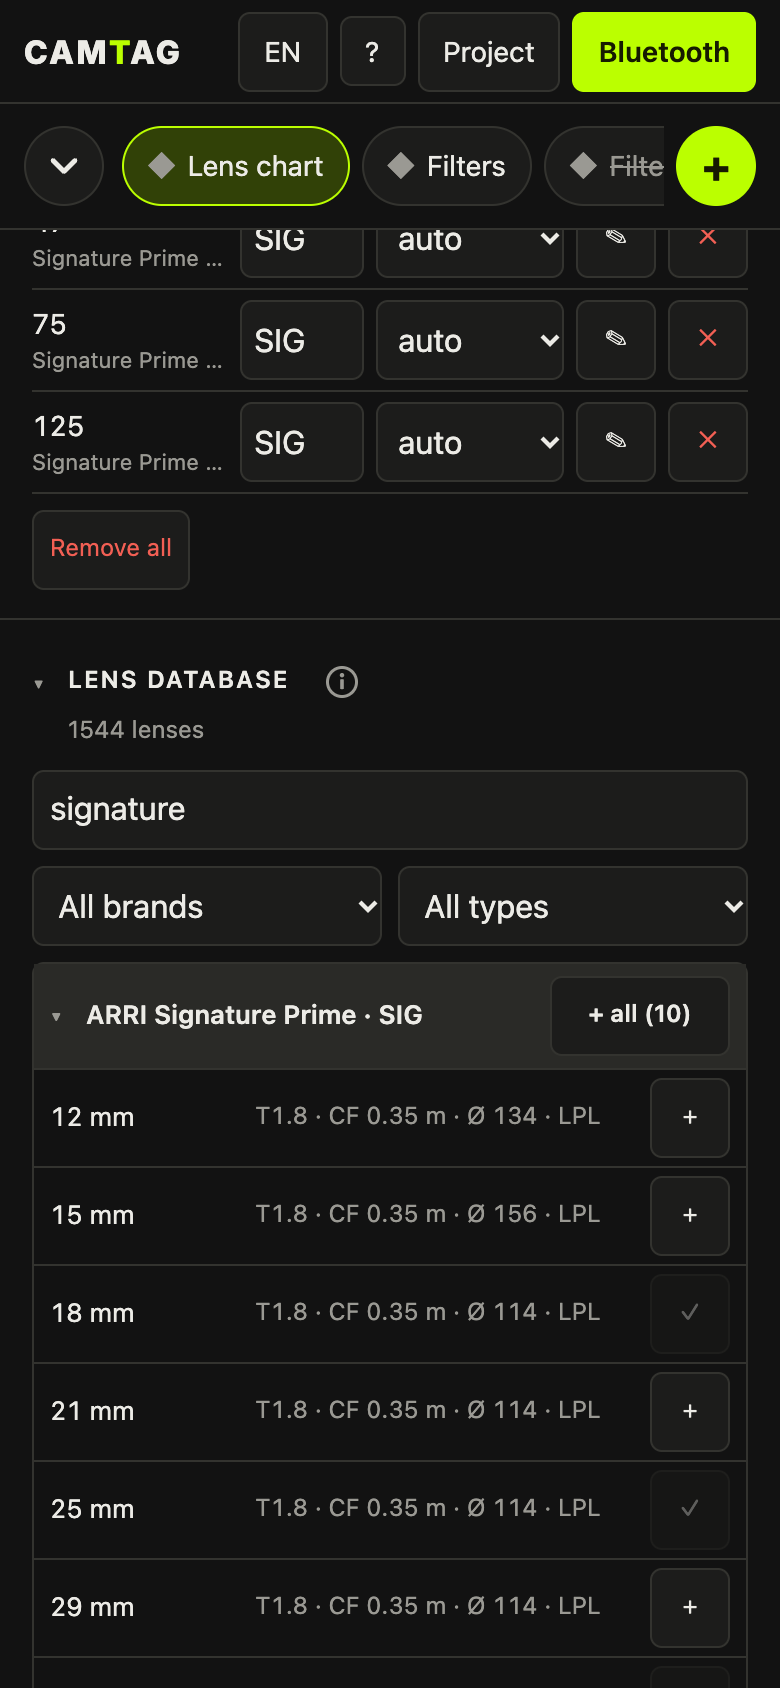 CAMTAG EN ? Project Bluetooth
Lens chart Filters Filte +
Signature Prime ... SIG auto
75
Signature Prime ... SIG auto
125
Signature Prime ... SIG auto
Remove all
LENS DATABASE
1544 lenses
signature
All brands All types
ARRI Signature Prime · SIG + all (10)
12 mm T1.8 · CF 0.35 m · Ø 134 · LPL +
15 mm T1.8 · CF 0.35 m · Ø 156 · LPL +
18 mm T1.8 · CF 0.35 m · Ø 114 · LPL ✓
21 mm T1.8 · CF 0.35 m · Ø 114 · LPL +
25 mm T1.8 · CF 0.35 m · Ø 114 · LPL ✓
29 mm T1.8 · CF 0.35 m · Ø 114 · LPL +